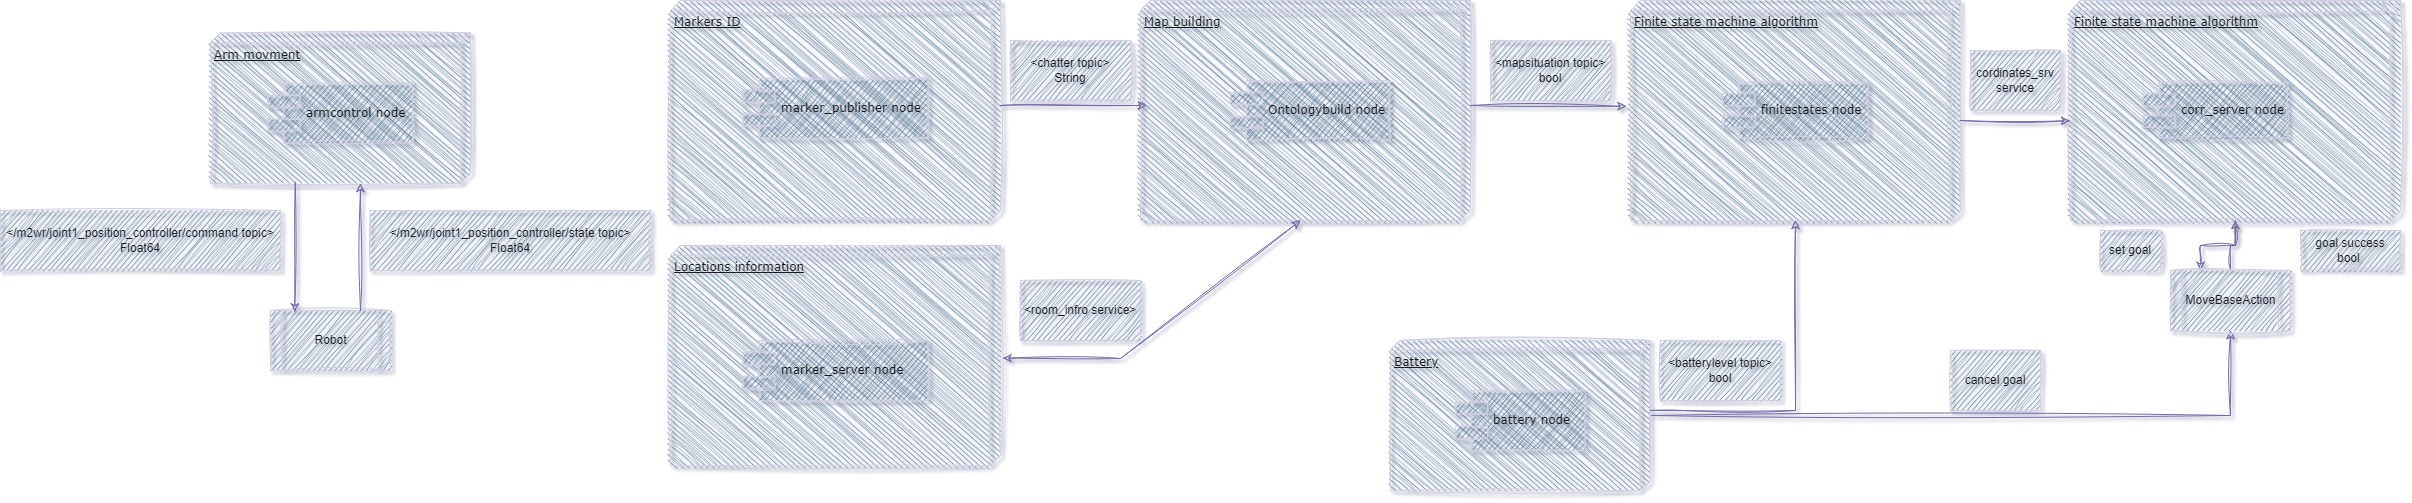 Arm movment
armcontrol node
</m2wr/joint1_position_controller/command topic>
Float64
</m2wr/joint1_position_controller/state topic>
Float64
Robot
Markers ID
marker_publisher node
<chatter topic>
String
Map building
Ontologybuild node
<mapsituation topic>
bool
Finite state machine algorithm
finitestates node
cordinates_srv
service
Finite state machine algorithm
corr_server node
Locations information
marker_server node
<room_infro service>
Battery
battery node
<batterylevel topic>
bool
cancel goal
set goal
goal success
bool
MoveBaseAction